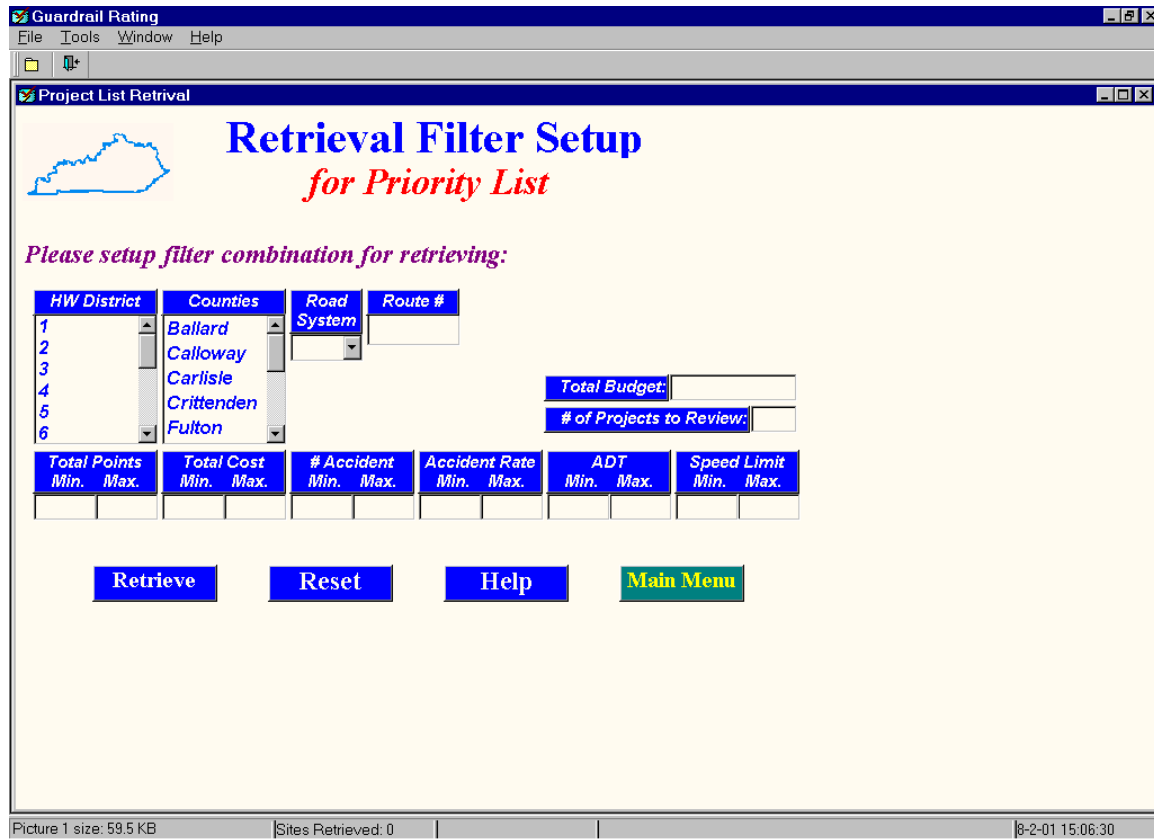 Guardrail Rating
File Tools Window Help
Project List Retrival
Retrieval Filter Setup
for Priority List
Please setup filter combination for retrieving:
HW District
1
2
3
4
5
6
Counties
Ballard
Calloway
Carlisle
Crittenden
Fulton
Road
System
Route #
Total Budget:
# of Projects to Review:
Total Points
Min. Max.
Total Cost
Min. Max.
# Accident
Min. Max.
Accident Rate
Min. Max.
ADT
Min. Max.
Speed Limit
Min. Max.
Retrieve Reset Help Main Menu
Picture 1 size: 59.5 KB Sites Retrieved: 0 8-2-01 15:06:30